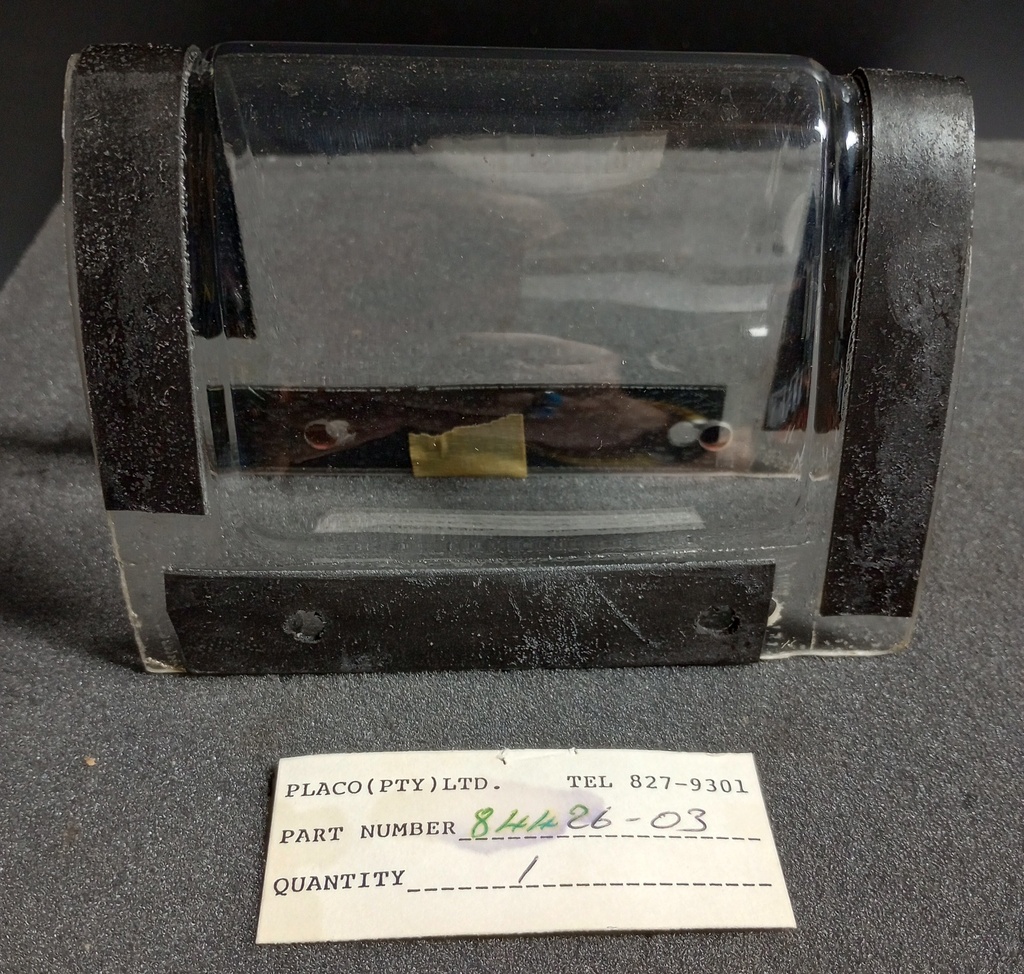 PLACO(PTY)LTD. TEL 827-9301
PART NUMBER 84426-03
QUANTITY 1